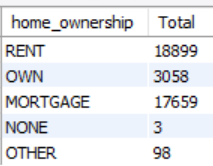 home_ownership Total
RENT 18899
OWN 3058
MORTGAGE 17659
NONE 3
OTHER 98